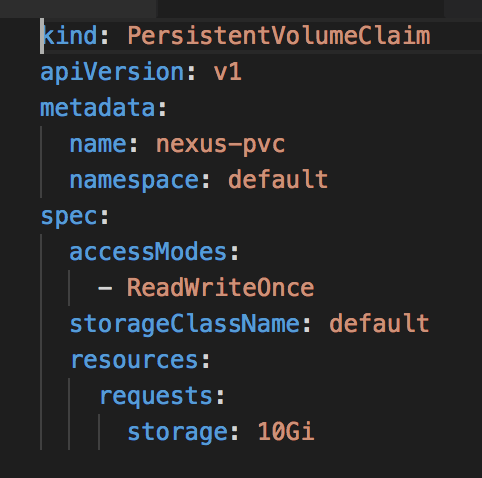 kind: PersistentVolumeClaim
apiVersion: v1
metadata:
  name: nexus-pvc
  namespace: default
spec:
  accessModes:
    - ReadWriteOnce
  storageClassName: default
  resources:
    requests:
      storage: 10Gi